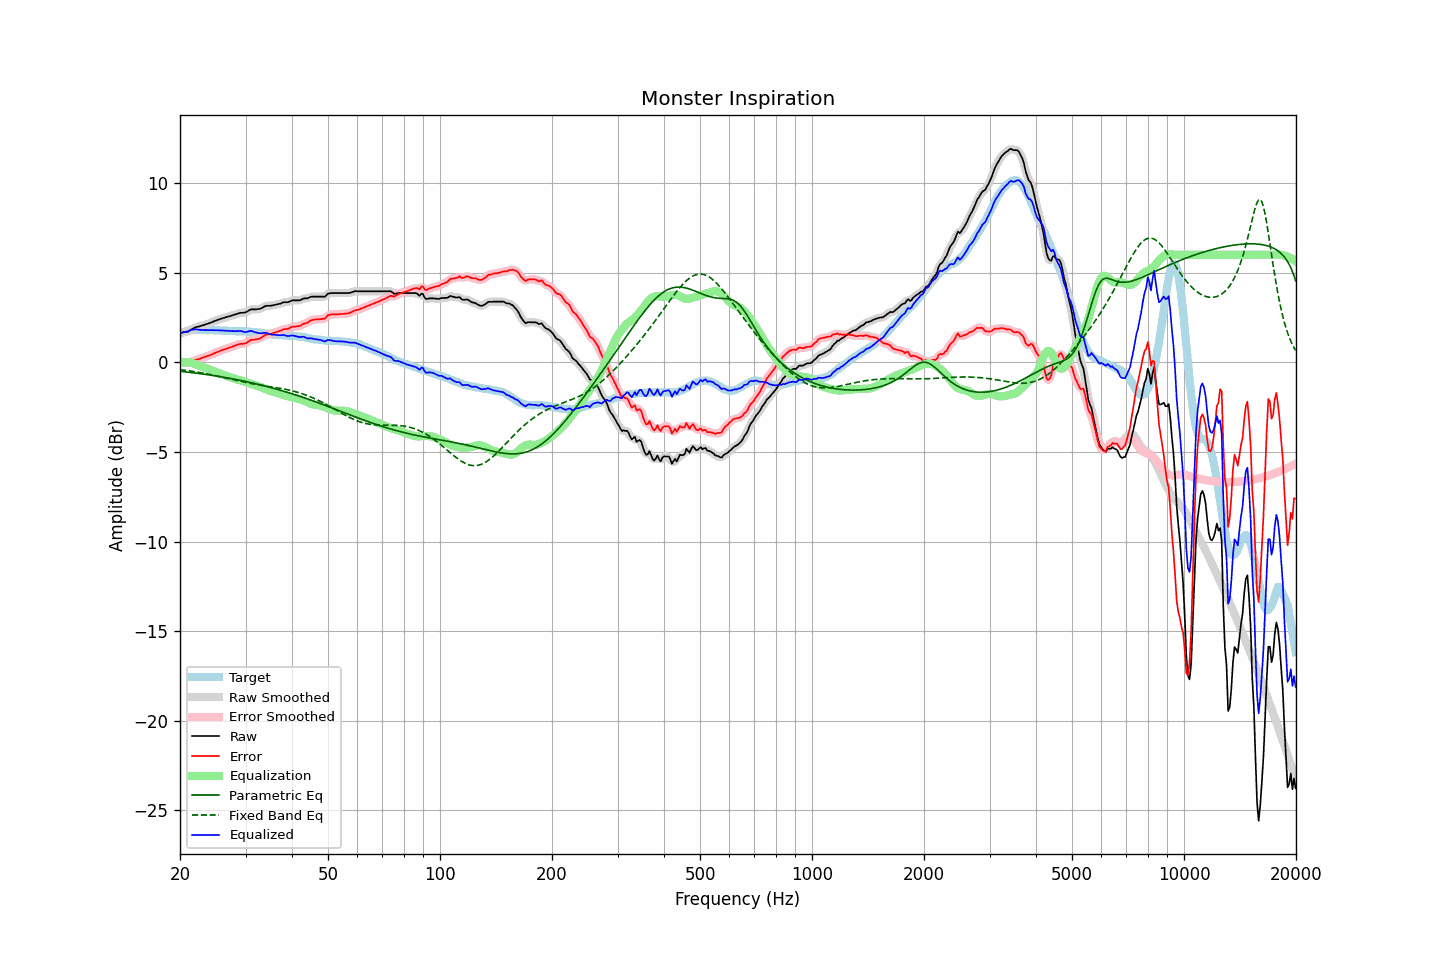 Monster Inspiration
Amplitude (dBr)
10
5
0
−5
−10
−15
−20
−25
Target
Raw Smoothed
Error Smoothed
Raw
Error
Equalization
Parametric Eq
Fixed Band Eq
Equalized
20 50 100 200 500 1000 2000 5000 10000 20000
Frequency (Hz)